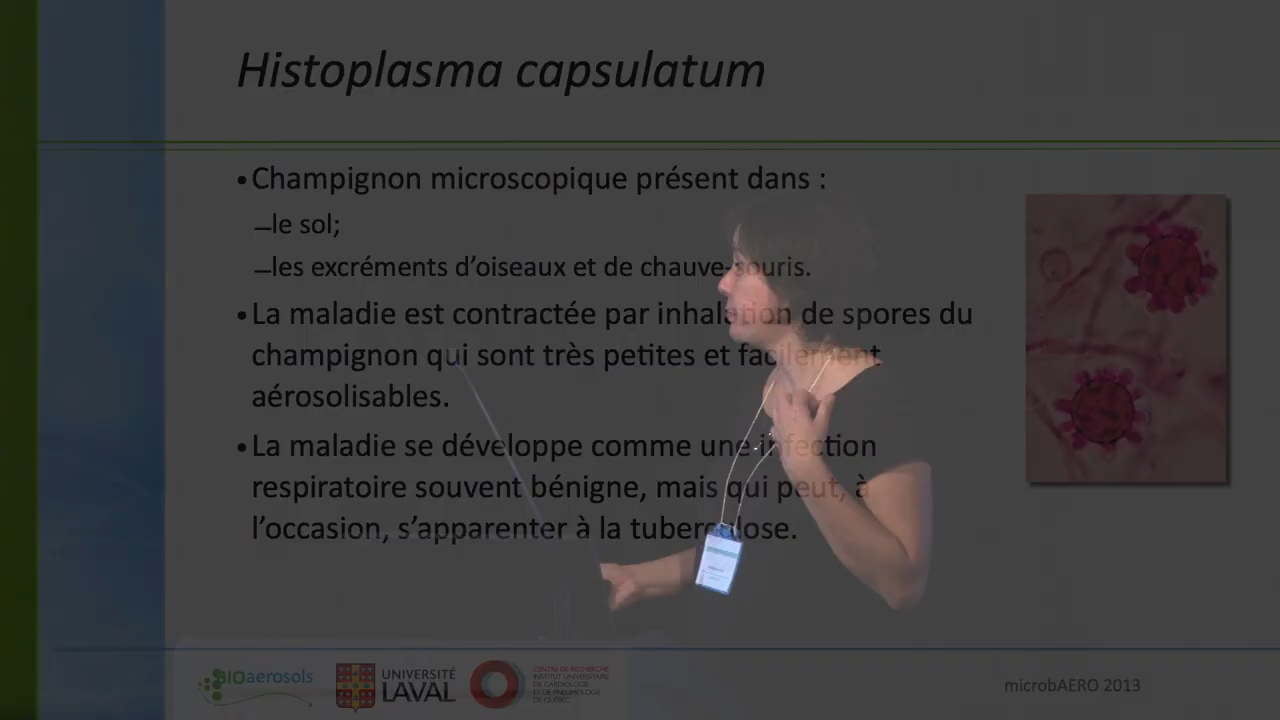 Histoplasma capsulatum
•Champignon microscopique présent dans :
–le sol;
–les excréments d’oiseaux et de chauve-souris.
•La maladie est contractée par inhalation de spores du
champignon qui sont très petites et facilement
aérosolisables.
•La maladie se développe comme une infection
respiratoire souvent bénigne, mais qui peut, à
l’occasion, s’apparenter à la tuberculose.
BIOaerosols
UNIVERSITÉ
LAVAL
CENTRE DE RECHERCHE
INSTITUT UNIVERSITAIRE
DE CARDIOLOGIE
ET DE PNEUMOLOGIE
DE QUÉBEC
microbAERO 2013